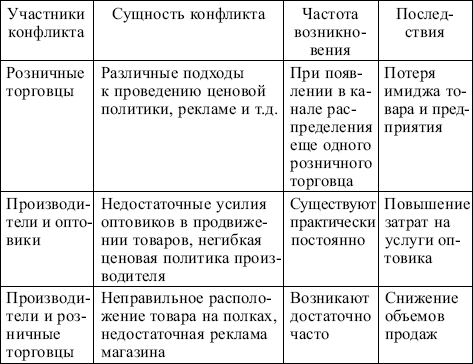 Участники
конфликта
Сущность конфликта
Частота
возникно-
вения
Послед-
ствия
Розничные
торговцы
Различные подходы
к проведению ценовой
политики, рекламе и т.д.
При появ-
лении в ка-
нале рас-
пределения
еще одного
розничного
торговца
Потеря
имиджа то-
вара и пред-
приятия
Производи-
тели и опто-
вики
Недостаточные усилия
оптовиков в продвиже-
нии товаров, негибкая
ценовая политика произ-
водителя
Существуют
практически
постоянно
Повышение
затрат на
услуги оп-
товика
Производи-
тели и роз-
ничные
торговцы
Неправильное располо-
жение товара на полках,
недостаточная реклама
магазина
Возникают
достаточно
часто
Снижение
объемов
продаж